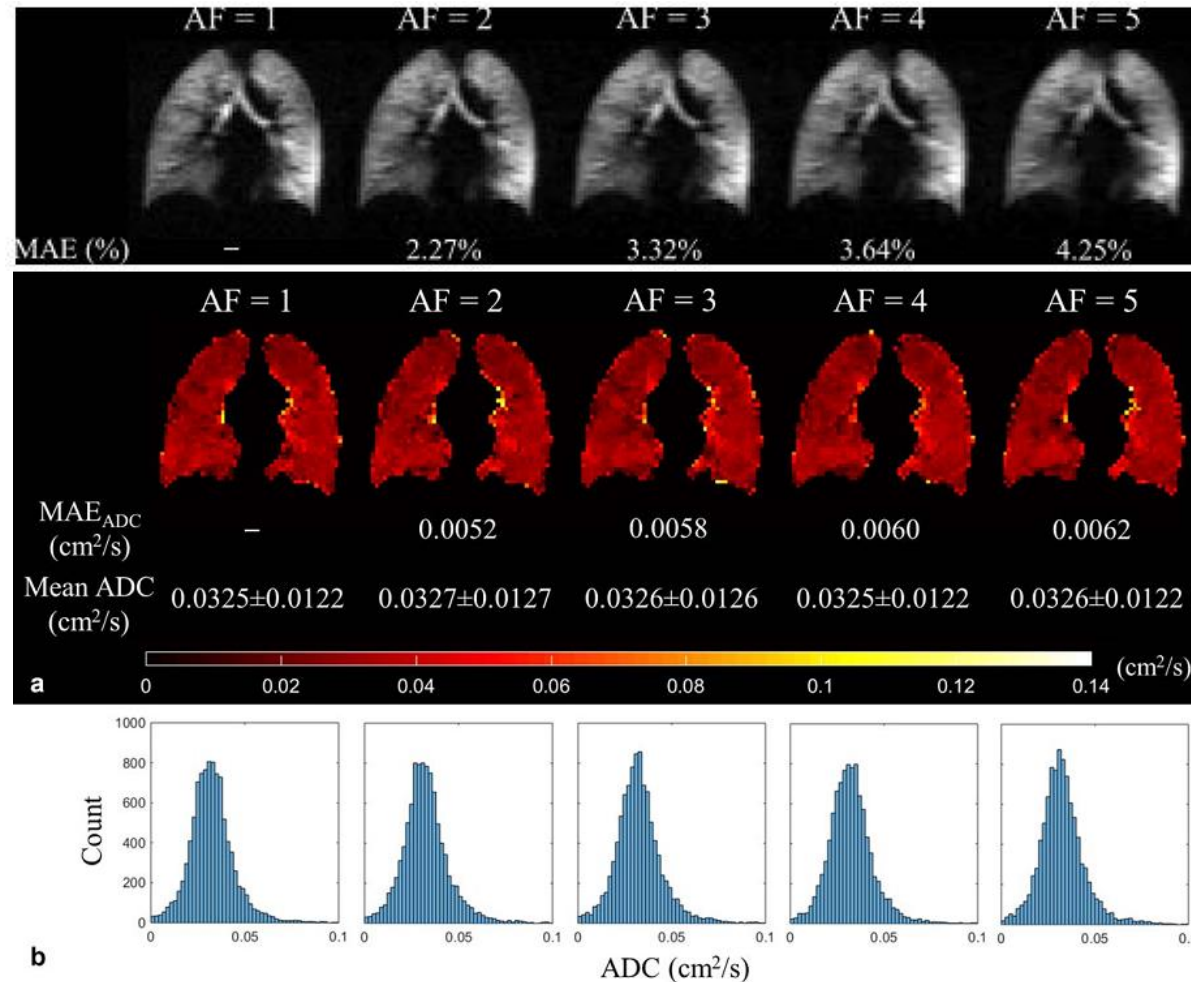 AF = 1 AF = 2 AF = 3 AF = 4 AF = 5
MAE (%) – 2.27% 3.32% 3.64% 4.25%
AF = 1 AF = 2 AF = 3 AF = 4 AF = 5
MAE_ADC
(cm²/s) – 0.0052 0.0058 0.0060 0.0062
Mean ADC
(cm²/s) 0.0325±0.0122 0.0327±0.0127 0.0326±0.0126 0.0325±0.0122 0.0326±0.0122
(cm²/s)
a 0 0.02 0.04 0.06 0.08 0.1 0.12 0.14
1000
800
600
400
200
0
Count
0 0.05 0.1 0 0.05 0.1 0 0.05 0.1 0 0.05 0.1 0 0.05 0.1
b ADC (cm²/s)